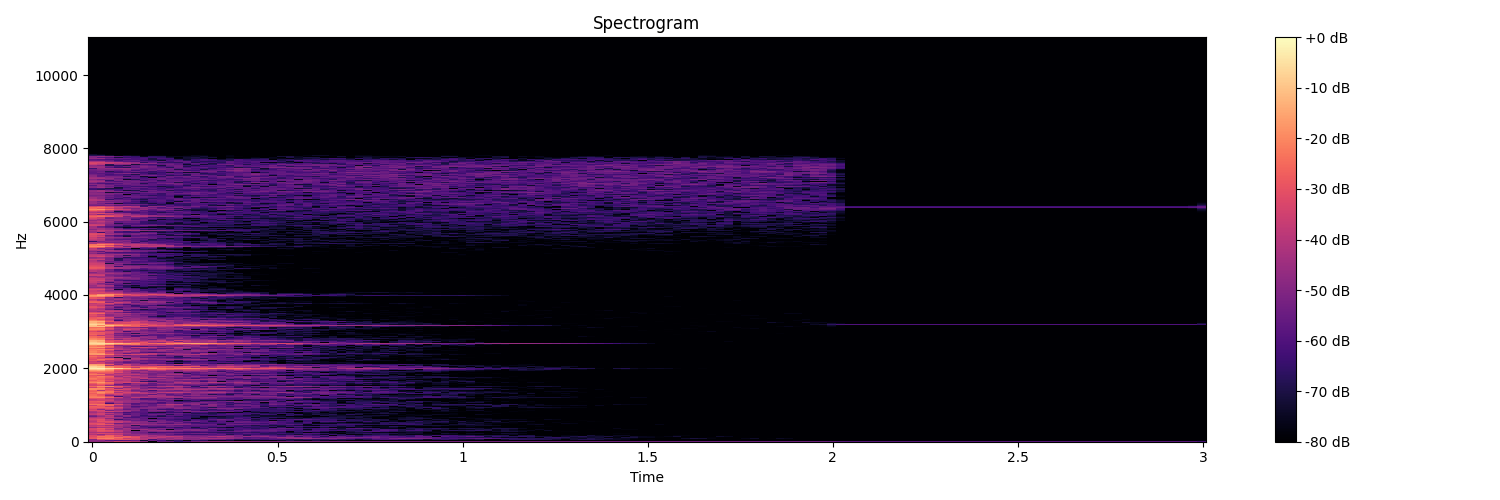 Spectrogram
Hz
10000
8000
6000
4000
2000
0
0
0.5
1
1.5
2
2.5
3
Time
+0 dB
-10 dB
-20 dB
-30 dB
-40 dB
-50 dB
-60 dB
-70 dB
-80 dB